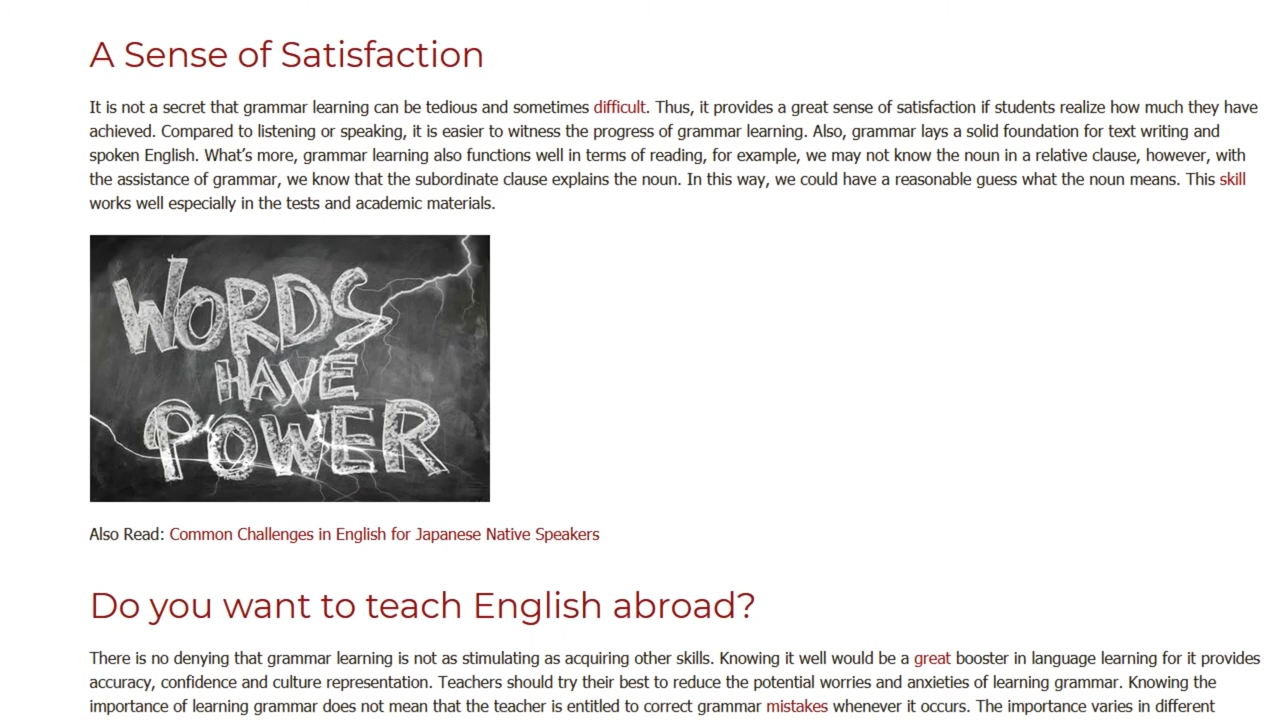 A Sense of Satisfaction
It is not a secret that grammar learning can be tedious and sometimes difficult. Thus, it provides a great sense of satisfaction if students realize how much they have
achieved. Compared to listening or speaking, it is easier to witness the progress of grammar learning. Also, grammar lays a solid foundation for text writing and
spoken English. What's more, grammar learning also functions well in terms of reading, for example, we may not know the noun in a relative clause, however, with
the assistance of grammar, we know that the subordinate clause explains the noun. In this way, we could have a reasonable guess what the noun means. This skill
works well especially in the tests and academic materials.
WORDS
HAVE
POWER
Also Read: Common Challenges in English for Japanese Native Speakers
Do you want to teach English abroad?
There is no denying that grammar learning is not as stimulating as acquiring other skills. Knowing it well would be a great booster in language learning for it provides
accuracy, confidence and culture representation. Teachers should try their best to reduce the potential worries and anxieties of learning grammar. Knowing the
importance of learning grammar does not mean that the teacher is entitled to correct grammar mistakes whenever it occurs. The importance varies in different